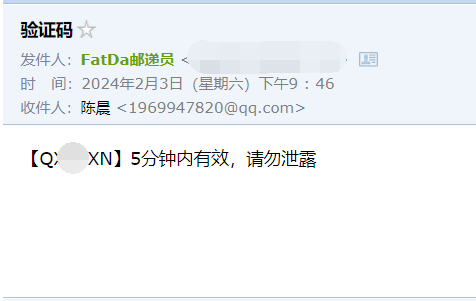 验证码
发件人：FatDa邮递员 <
时 间：2024年2月3日（星期六）下午9：46
收件人：陈晨 <1969947820@qq.com>
【Q XN】5分钟内有效，请勿泄露